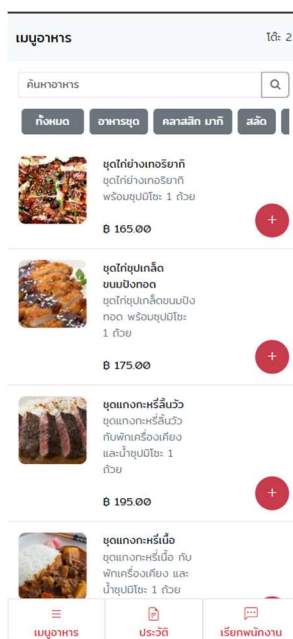 เมนูอาหาร
โต๊ะ 2
ค้นหาอาหาร
ทั้งหมด
อาหารชุด
คลาสสิก มากิ
สลัด
ชุดไก่ย่างเทอริยากิ
ชุดไก่ย่างเทอริยากิ
พร้อมซุปมิโซะ 1 ถ้วย
฿ 165.00
+
ชุดไก่ชุปเกล็ด
ขนมปังทอด
ชุดไก่ชุปเกล็ดขนมปัง
ทอด พร้อมซุปมิโซะ
1 ถ้วย
฿ 175.00
+
ชุดแกงกะหรี่ลิ้นวัว
ชุดแกงกะหรี่ลิ้นวัว
กับผักเครื่องเคียง
และน้ำซุปมิโซะ 1
ถ้วย
฿ 195.00
+
ชุดแกงกะหรี่เนื้อ
ชุดแกงกะหรี่เนื้อ กับ
ผักเครื่องเคียง และ
น้ำซุปมิโซะ 1 ถ้วย
เมนูอาหาร
ประวัติ
เรียกพนักงาน